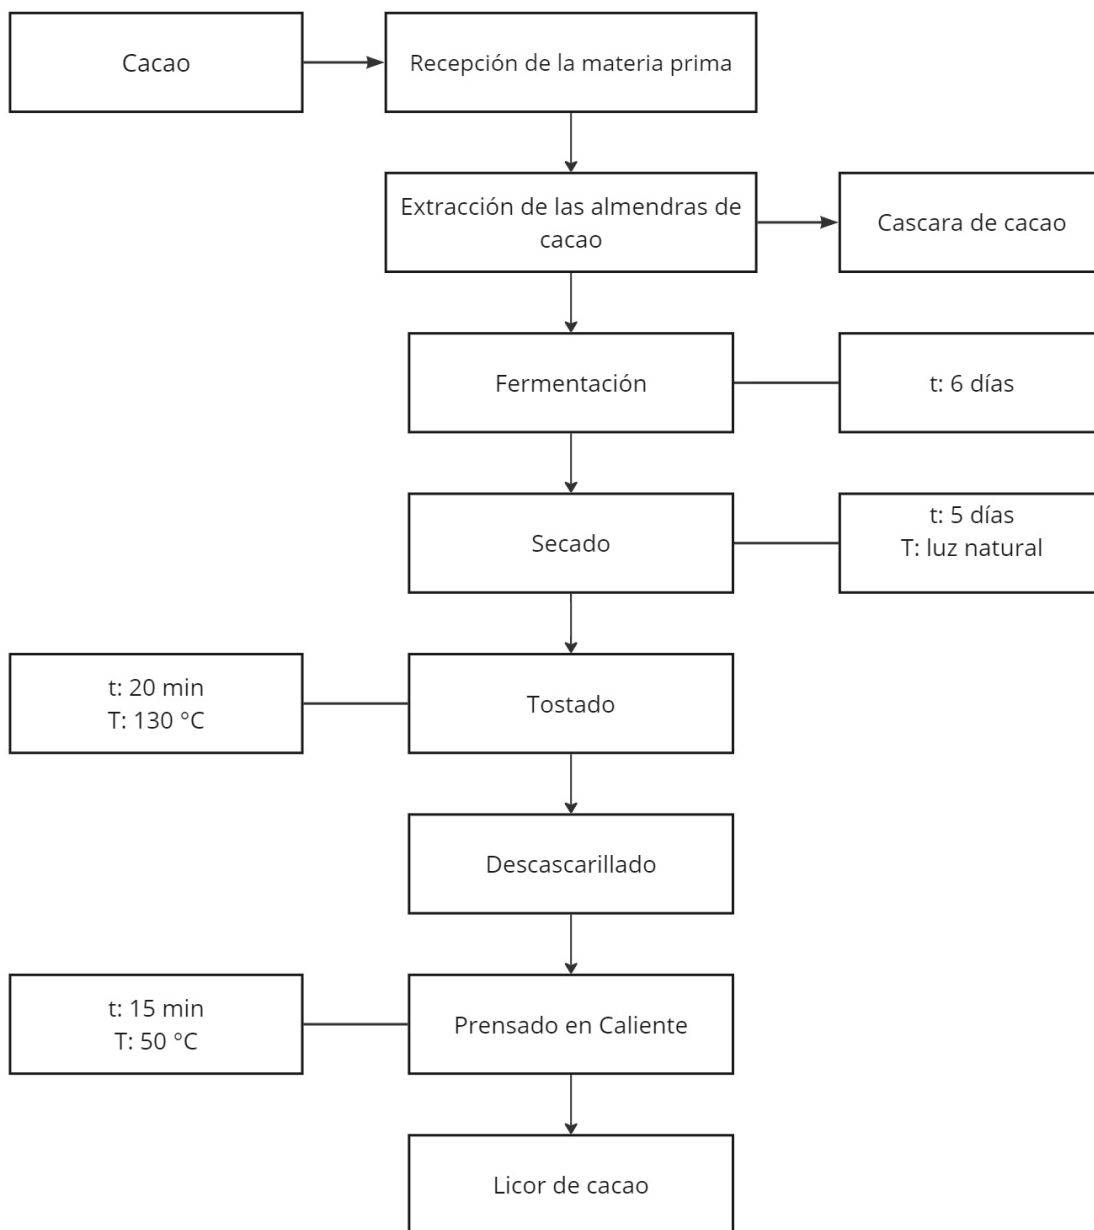 Cacao
Recepción de la materia prima
Extracción de las almendras de
cacao
Cascara de cacao
Fermentación
t: 6 días
Secado
t: 5 días
T: luz natural
t: 20 min
T: 130 °C
Tostado
Descascarillado
t: 15 min
T: 50 °C
Prensado en Caliente
Licor de cacao